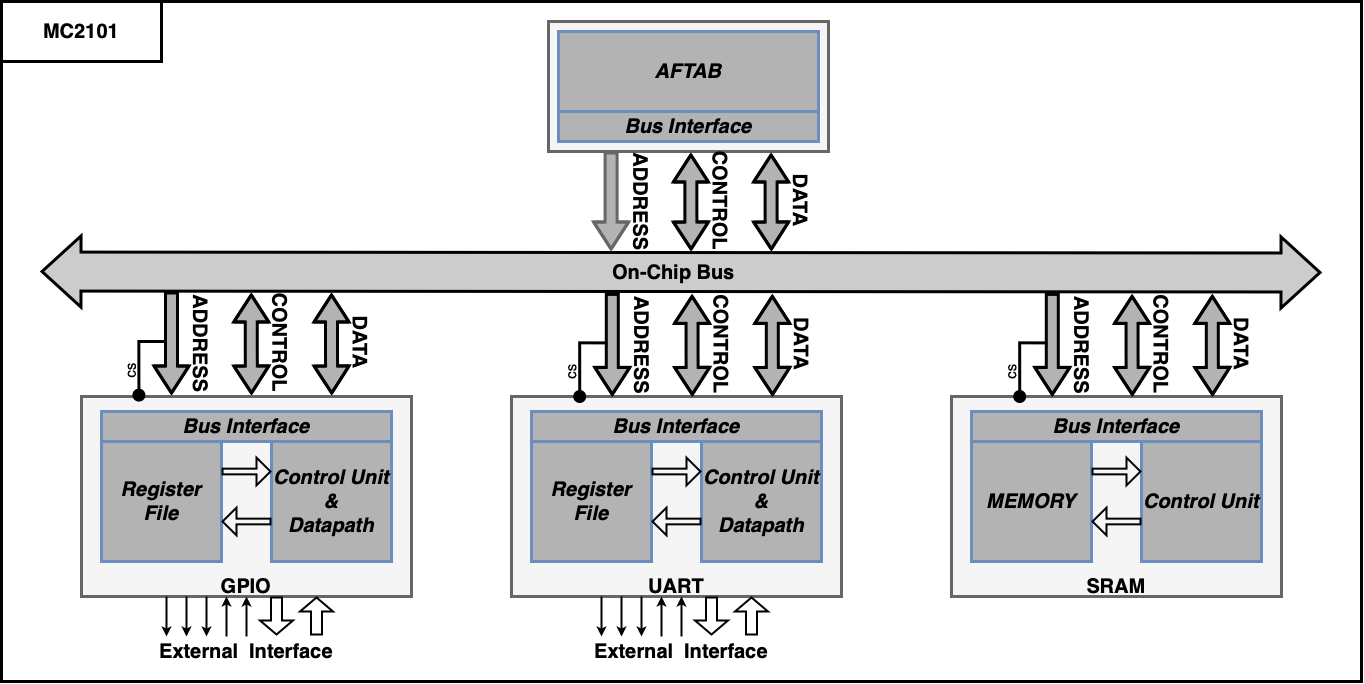 MC2101
AFTAB
Bus Interface
ADDRESS
CONTROL
DATA
On-Chip Bus
ADDRESS
CONTROL
DATA
CS
ADDRESS
CONTROL
DATA
CS
ADDRESS
CONTROL
DATA
CS
Bus Interface
Register
File
Control Unit
&
Datapath
GPIO
External Interface
Bus Interface
Register
File
Control Unit
&
Datapath
UART
External Interface
Bus Interface
MEMORY
Control Unit
SRAM